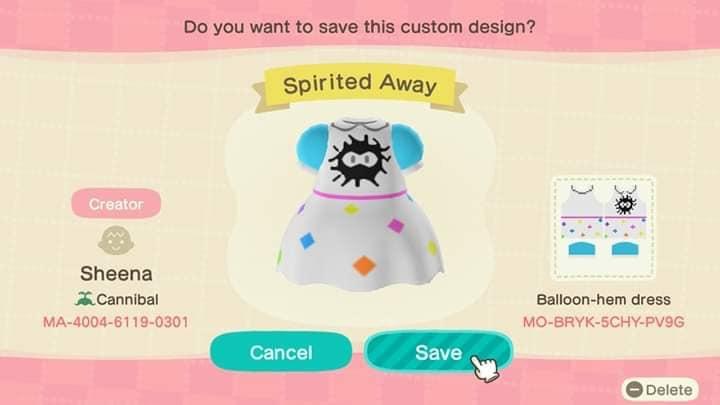 Do you want to save this custom design?
Spirited Away
Creator
Sheena
Cannibal
MA-4004-6119-0301
Balloon-hem dress
MO-BRYK-5CHY-PV9G
Cancel
Save
Delete